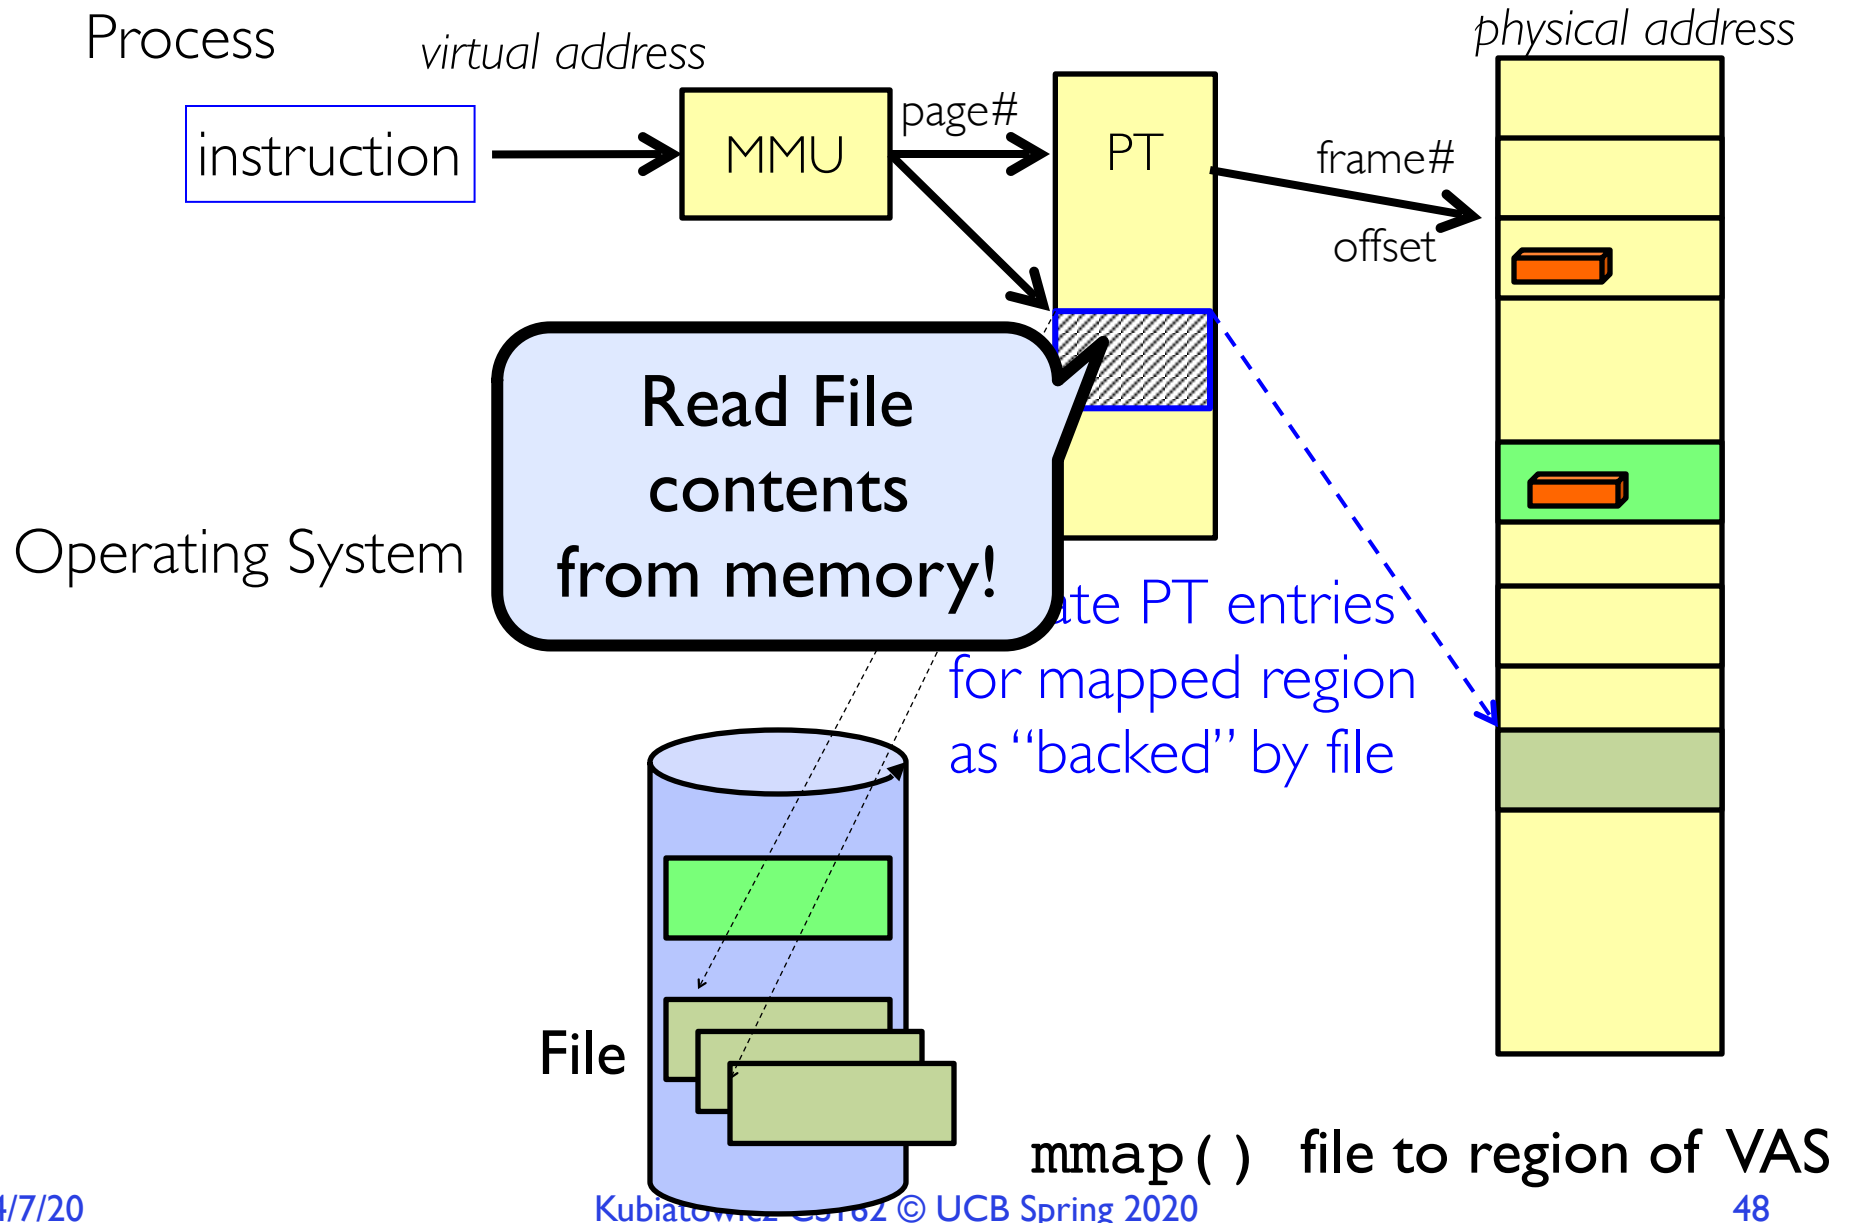 Process
virtual address
physical address
instruction
MMU
page#
PT
frame#
offset
Read File
contents
from memory!
Operating System
ate PT entries
for mapped region
as “backed” by file
File
mmap() file to region of VAS
4/7/20
Kubiatowicz CS162 © UCB Spring 2020
48